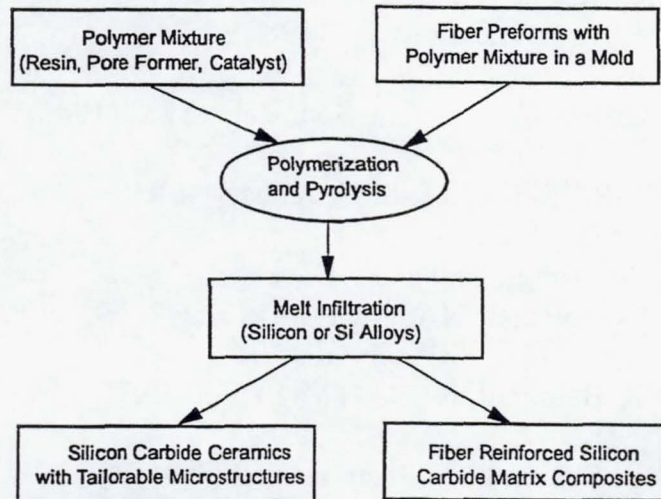 Polymer Mixture
(Resin, Pore Former, Catalyst)
Fiber Preforms with
Polymer Mixture in a Mold
Polymerization
and Pyrolysis
Melt Infiltration
(Silicon or Si Alloys)
Silicon Carbide Ceramics
with Tailorable Microstructures
Fiber Reinforced Silicon
Carbide Matrix Composites